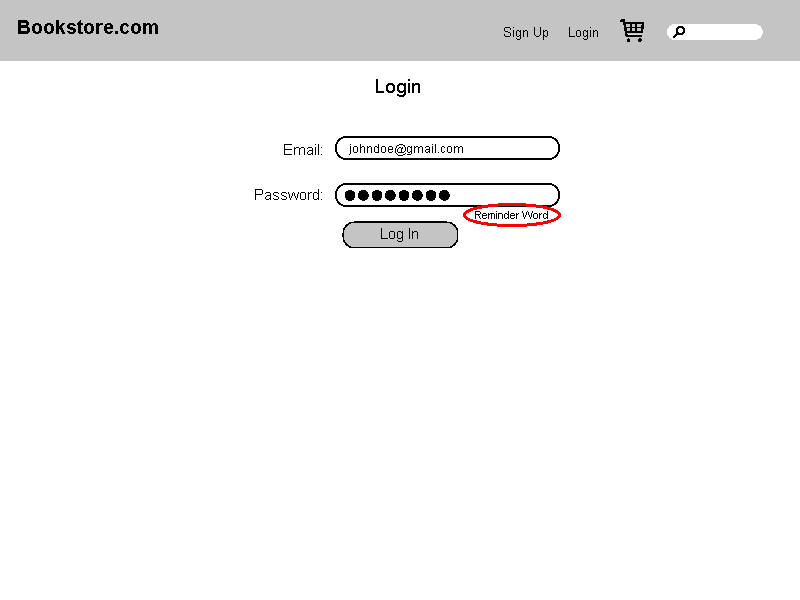 Bookstore.com
Sign Up
Login
Login
Email:
johndoe@gmail.com
Password:
Reminder Word
Log In